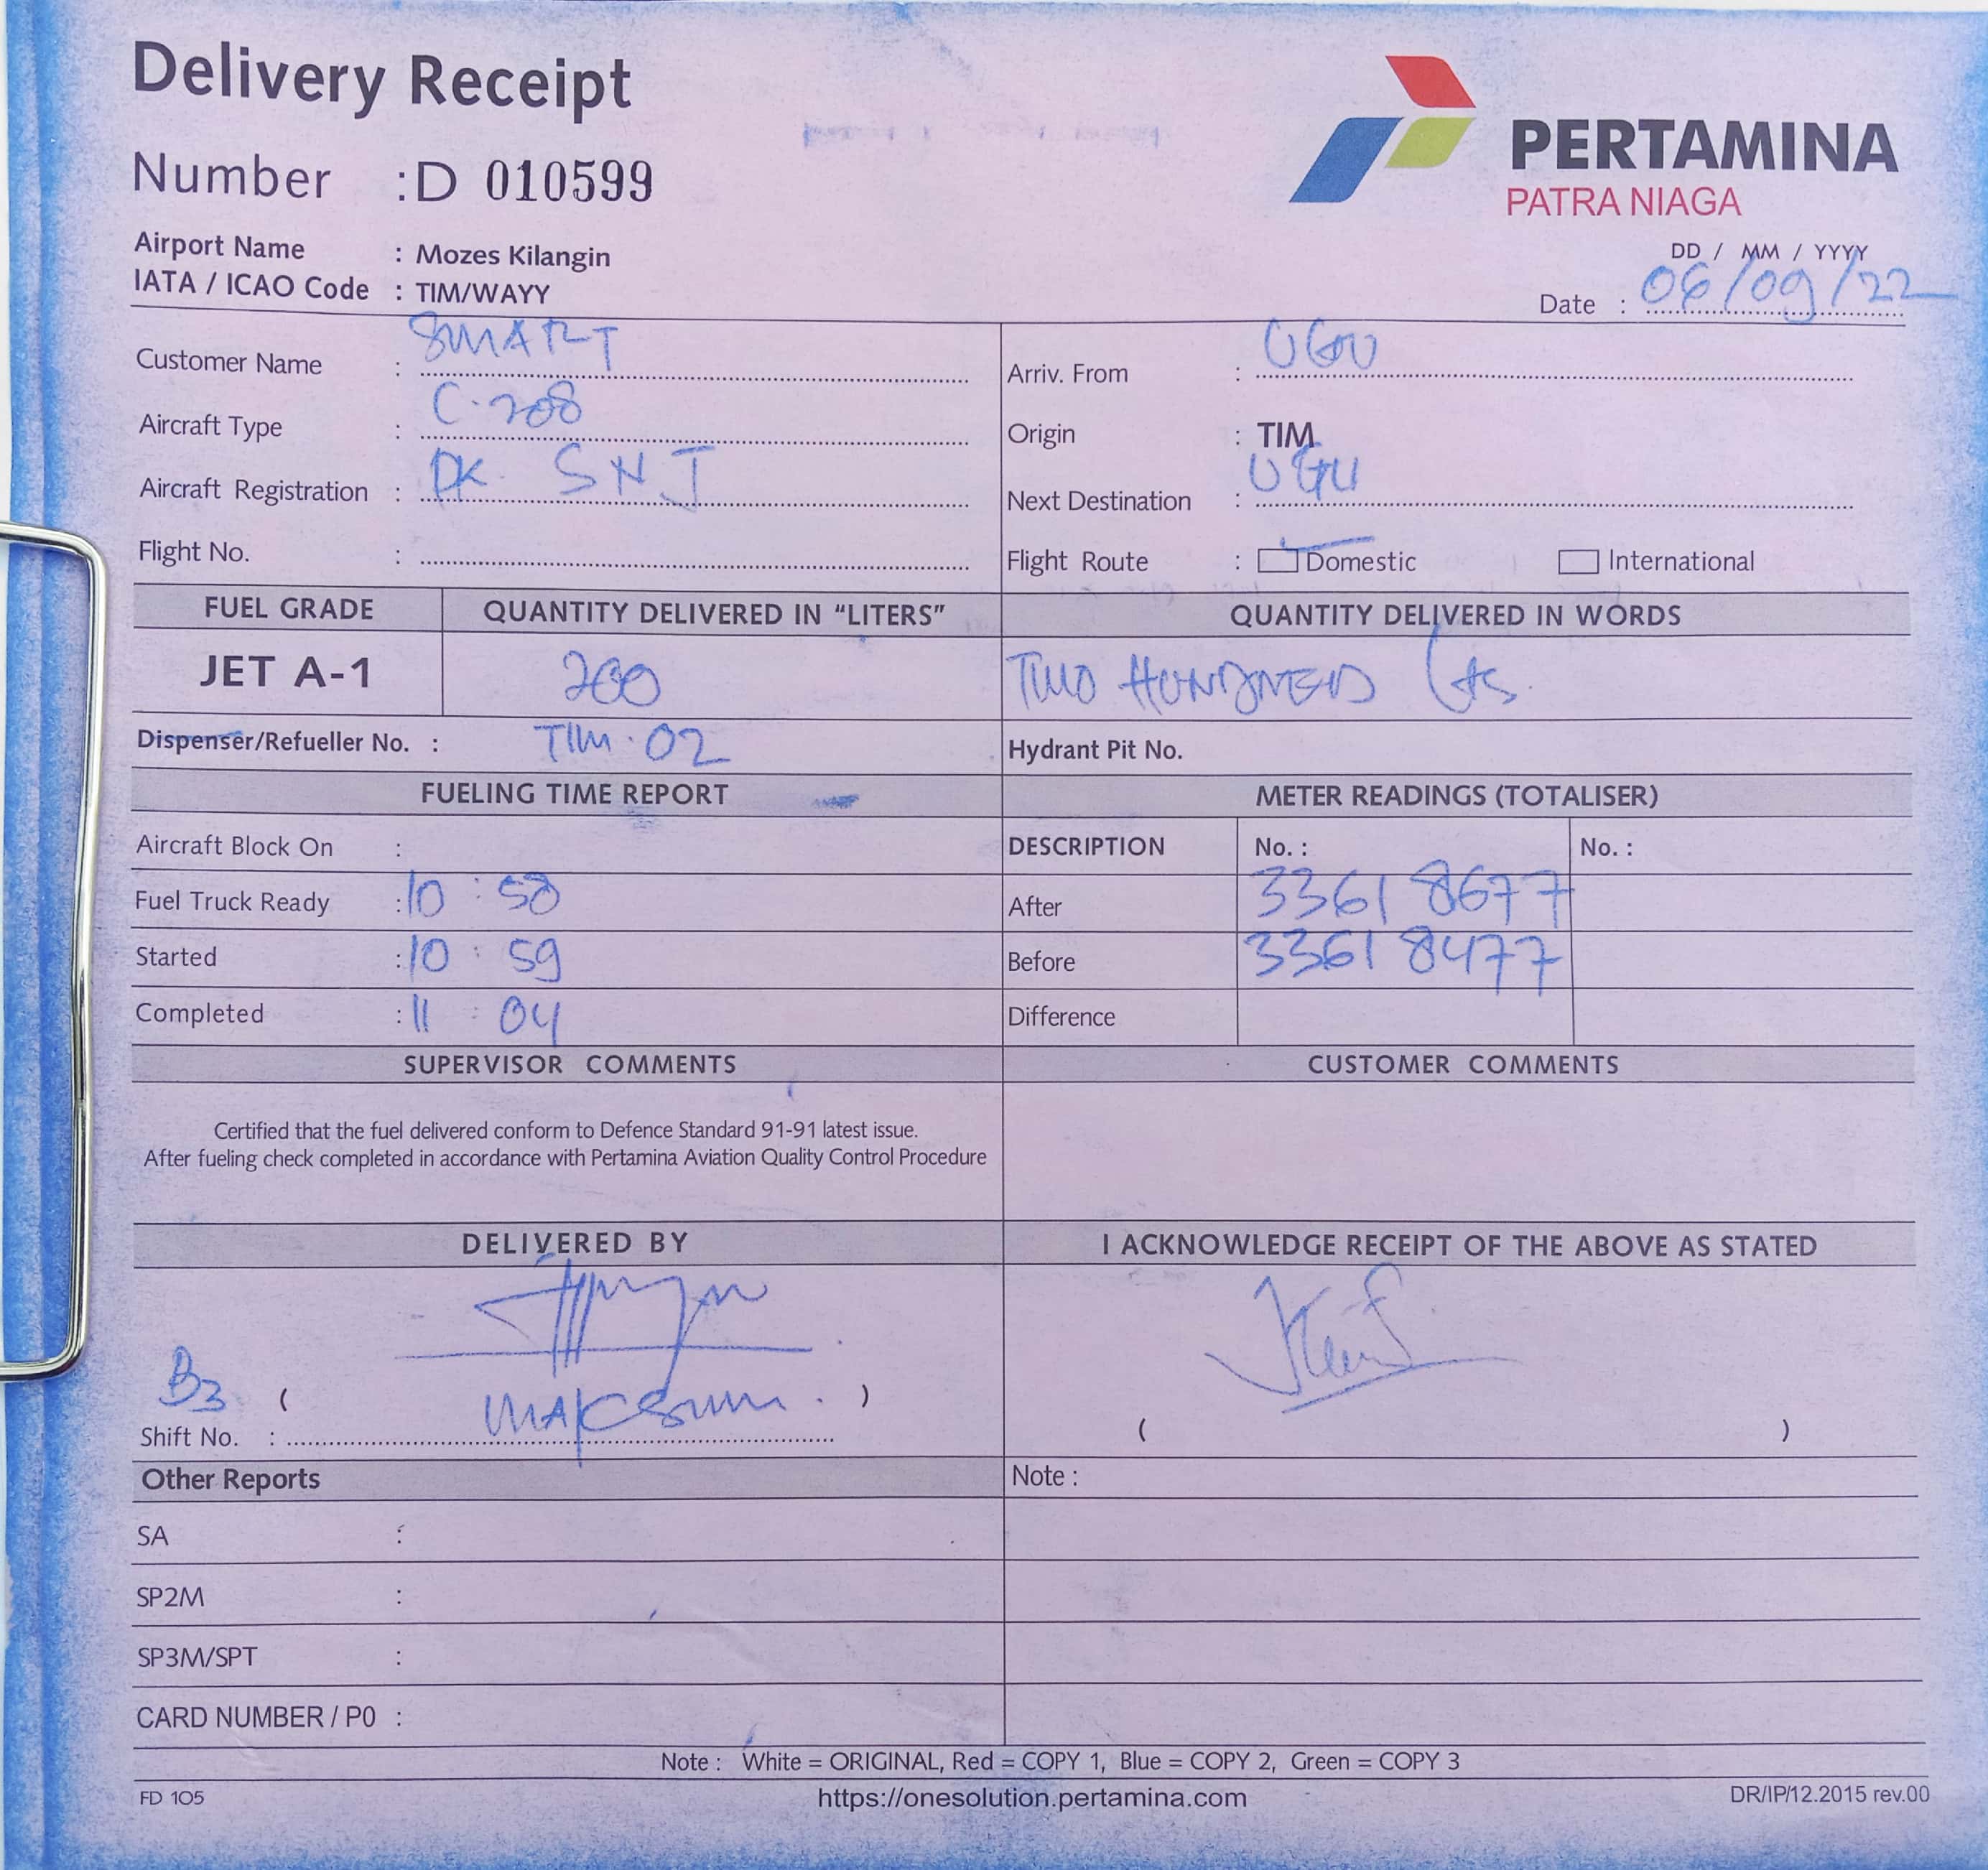 Delivery Receipt
Number : D 010599
PERTAMINA
PATRA NIAGA
Airport Name : Mozes Kilangin
IATA / ICAO Code : TIM/WAYY
DD / MM / YYYY
Date : 06/09/22
Customer Name : SMART
Arriv. From : UGU
Aircraft Type : C-208
Origin : TIM
Aircraft Registration : PK SNJ
Next Destination : UGU
Flight No. :
Flight Route : Domestic International
FUEL GRADE QUANTITY DELIVERED IN "LITERS" QUANTITY DELIVERED IN WORDS
JET A-1 200 TWO HUNDRED Lts
Dispenser/Refueller No. : TIM.02 Hydrant Pit No.
FUELING TIME REPORT METER READINGS (TOTALISER)
Aircraft Block On : DESCRIPTION No. : No. :
Fuel Truck Ready : 10 : 58 After 33618677
Started : 10 : 59 Before 33618477
Completed : 11 : 04 Difference
SUPERVISOR COMMENTS CUSTOMER COMMENTS
Certified that the fuel delivered conform to Defence Standard 91-91 latest issue.
After fueling check completed in accordance with Pertamina Aviation Quality Control Procedure
DELIVERED BY I ACKNOWLEDGE RECEIPT OF THE ABOVE AS STATED
B3 ( MAKSUM. )
Shift No. : ( )
Other Reports Note :
SA :
SP2M :
SP3M/SPT :
CARD NUMBER / P0 :
Note : White = ORIGINAL, Red = COPY 1, Blue = COPY 2, Green = COPY 3
FD 105 https://onesolution.pertamina.com DR/IP/12.2015 rev.00